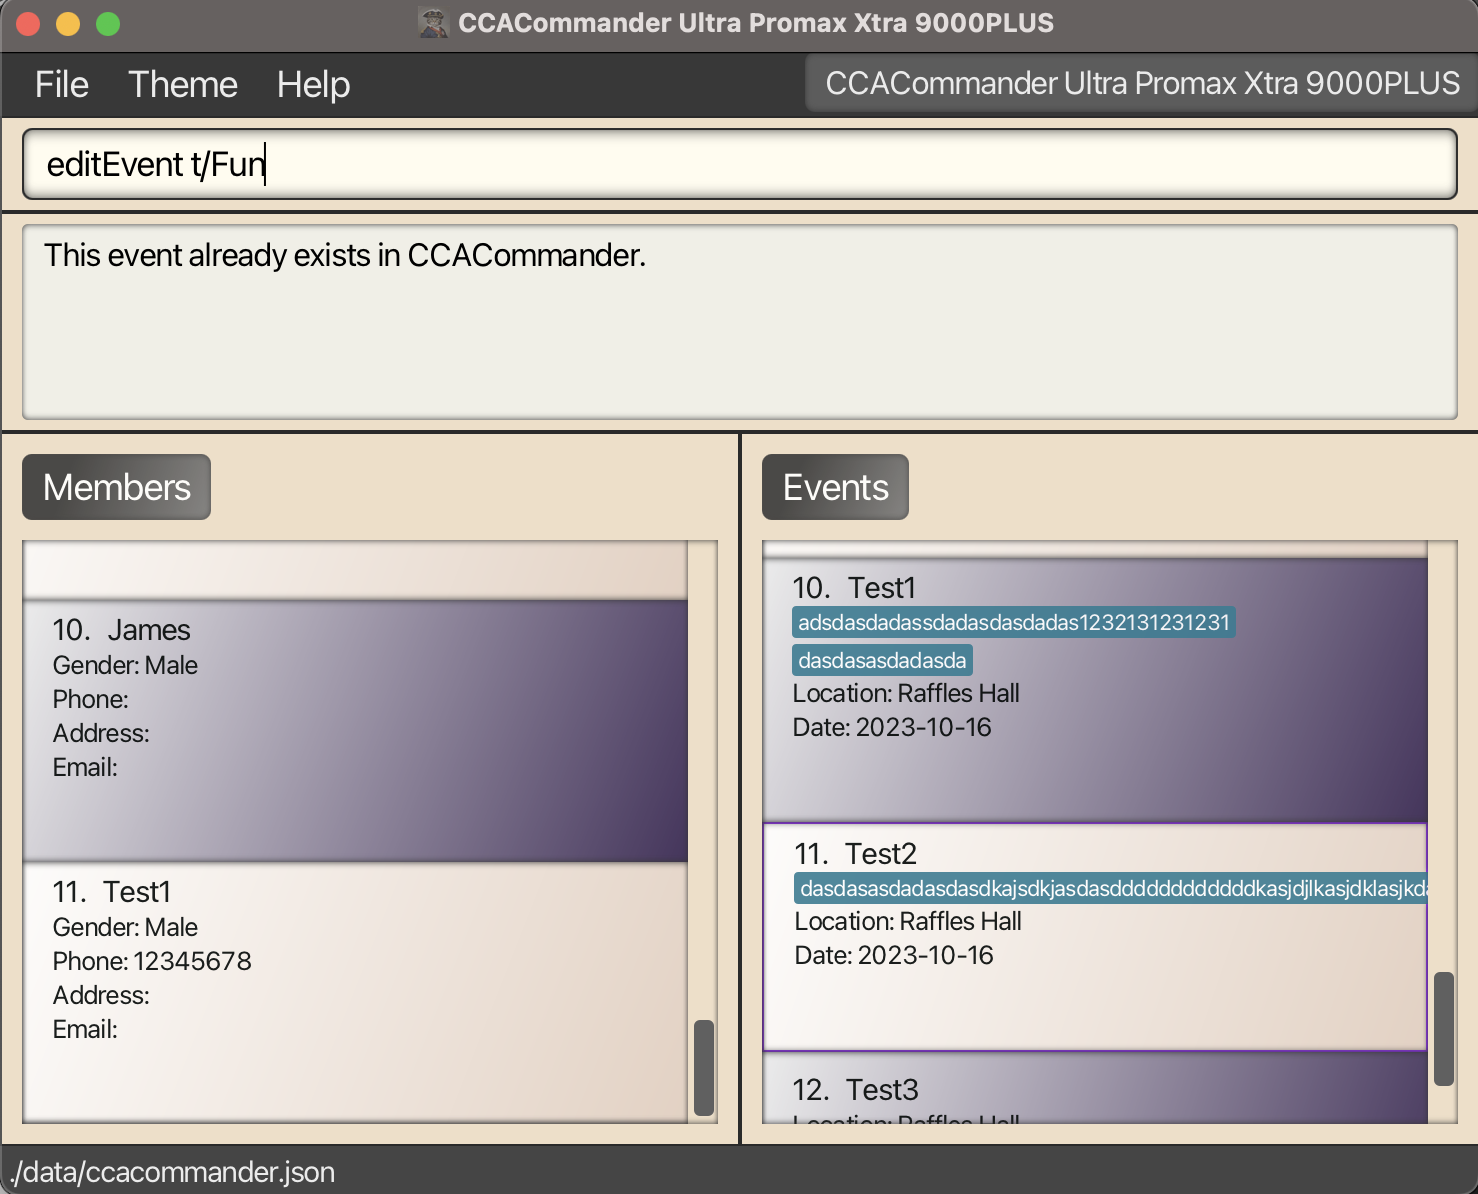 CCACommander Ultra Promax Xtra 9000PLUS
File Theme Help CCACommander Ultra Promax Xtra 9000PLUS
editEvent t/Fun
This event already exists in CCACommander.
Members
10. James
Gender: Male
Phone:
Address:
Email:
11. Test1
Gender: Male
Phone: 12345678
Address:
Email:
Events
10. Test1
adsdasdadassdadasdasdadas1232131231231
dasdasasdadasda
Location: Raffles Hall
Date: 2023-10-16
11. Test2
Location: Raffles Hall
Date: 2023-10-16
12. Test3
Location: Raffles Hall
./data/ccacommander.json